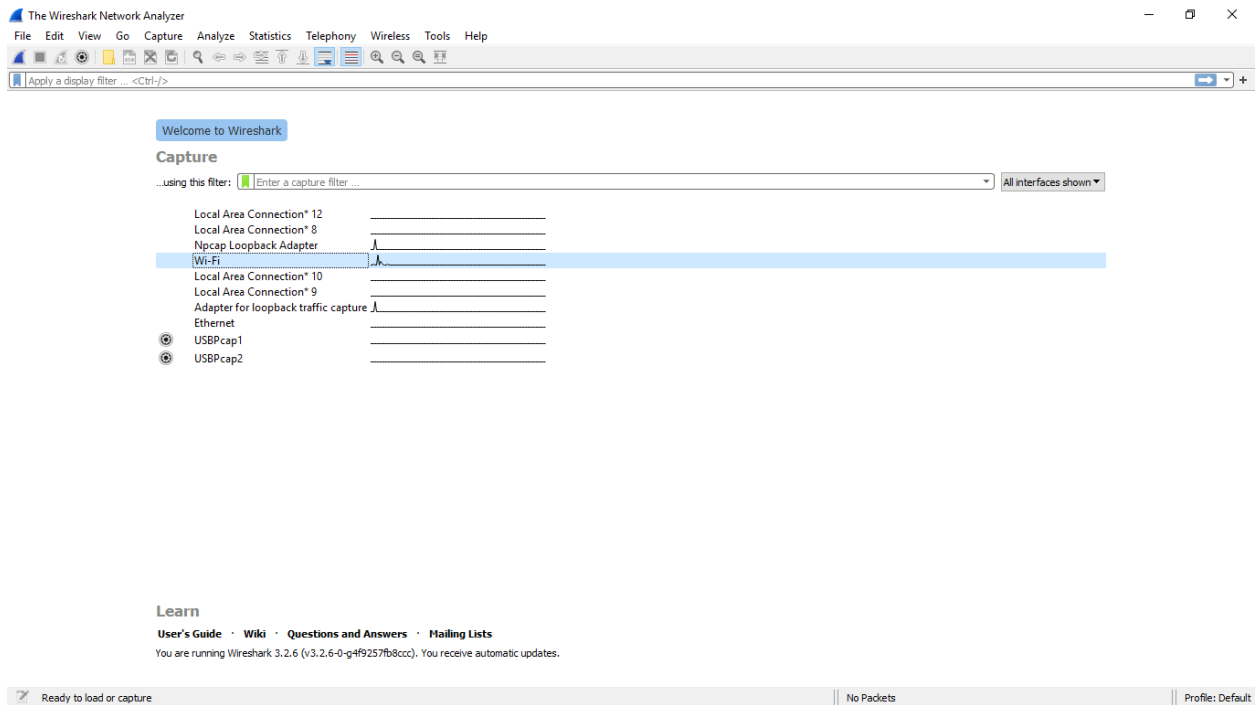 The Wireshark Network Analyzer
File Edit View Go Capture Analyze Statistics Telephony Wireless Tools Help
Apply a display filter ... <Ctrl-/>
+
Welcome to Wireshark
Capture
...using this filter: Enter a capture filter ... All interfaces shown
Local Area Connection* 12
Local Area Connection* 8
Npcap Loopback Adapter
Wi-Fi
Local Area Connection* 10
Local Area Connection* 9
Adapter for loopback traffic capture
Ethernet
USBPcap1
USBPcap2
Learn
User's Guide · Wiki · Questions and Answers · Mailing Lists
You are running Wireshark 3.2.6 (v3.2.6-0-g4f9257fb8ccc). You receive automatic updates.
Ready to load or capture No Packets Profile: Default